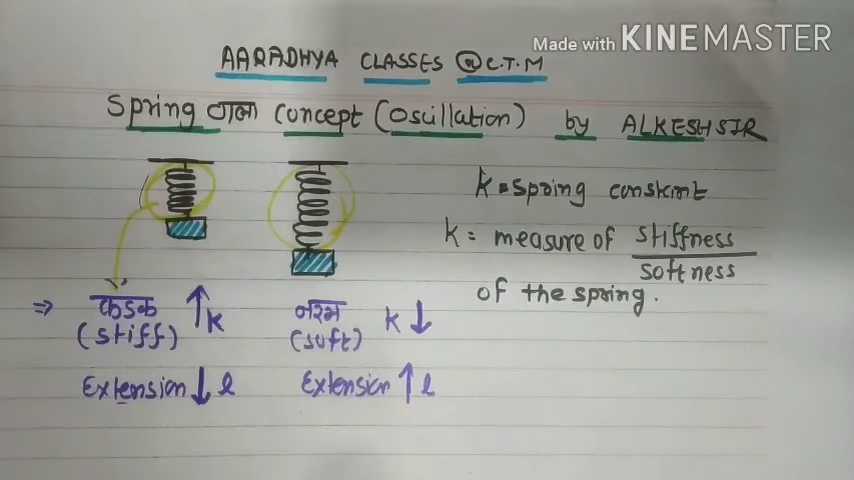 Made with KINEMASTER
AARADHYA CLASSES @ C.T.M
Spring वाला Concept (Oscillation) by ALKESH SIR
k = spring constant
k = measure of stiffness
softness
of the spring.
⇒ कडक ↑ k
(stiff)
नरम k ↓
(soft)
Extension ↓ l
Extension ↑ l